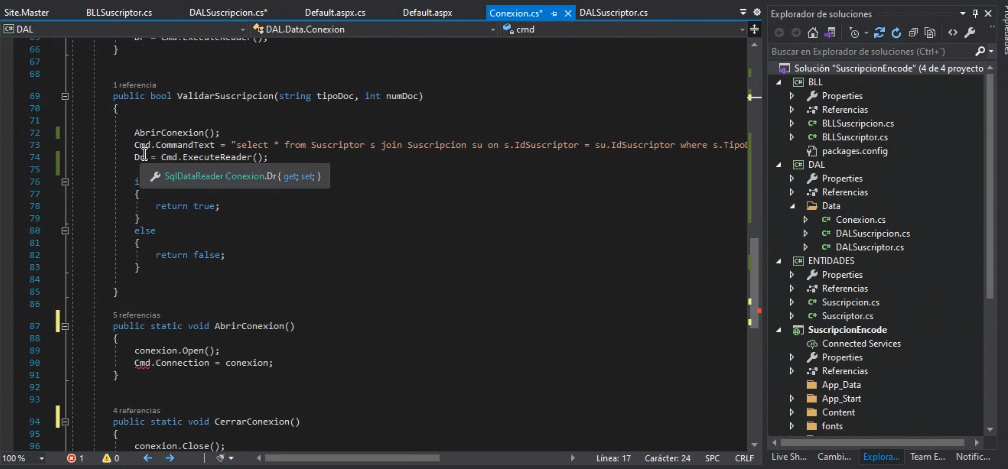 Site.Master
BLLSuscriptor.cs
DALSuscripcion.cs*
Default.aspx.cs
Default.aspx
Conexion.cs*
DALSuscriptor.cs
DAL
DAL.Data.Conexion
cmd
66 }
67
68
1 referencia
69 public bool ValidarSuscripcion(string tipoDoc, int numDoc)
70 {
71
72 AbrirConexion();
73 Cmd.CommandText = "select * from Suscriptor s join Suscripcion su on s.IdSuscriptor = su.IdSuscriptor where s.TipoD
74 = Cmd.ExecuteReader();
75
SqlDataReader Conexion.Dr { get; set; }
76
77 {
78 return true;
79 }
80 else
81 {
82 return false;
83 }
84
85 }
86
5 referencias
87 public static void AbrirConexion()
88 {
89 conexion.Open();
90 Cmd.Connection = conexion;
91 }
92
93
4 referencias
94 public static void CerrarConexion()
95 {
96 conexion.Close();
100 %
1
0
Línea: 17
Carácter: 24
SPC
CRLF
Explorador de soluciones
Buscar en Explorador de soluciones (Ctrl+
Solución "SuscripcionEncode" (4 de 4 proyecto
BLL
Properties
Referencias
BLLSuscripcion.cs
BLLSuscriptor.cs
packages.config
DAL
Properties
Referencias
Data
Conexion.cs
DALSuscripcion.cs
DALSuscriptor.cs
ENTIDADES
Properties
Referencias
Suscripcion.cs
Suscriptor.cs
SuscripcionEncode
Connected Services
Properties
Referencias
App_Data
App_Start
Content
fonts
Live Sh...
Cambi...
Explora...
Team E...
Notific...